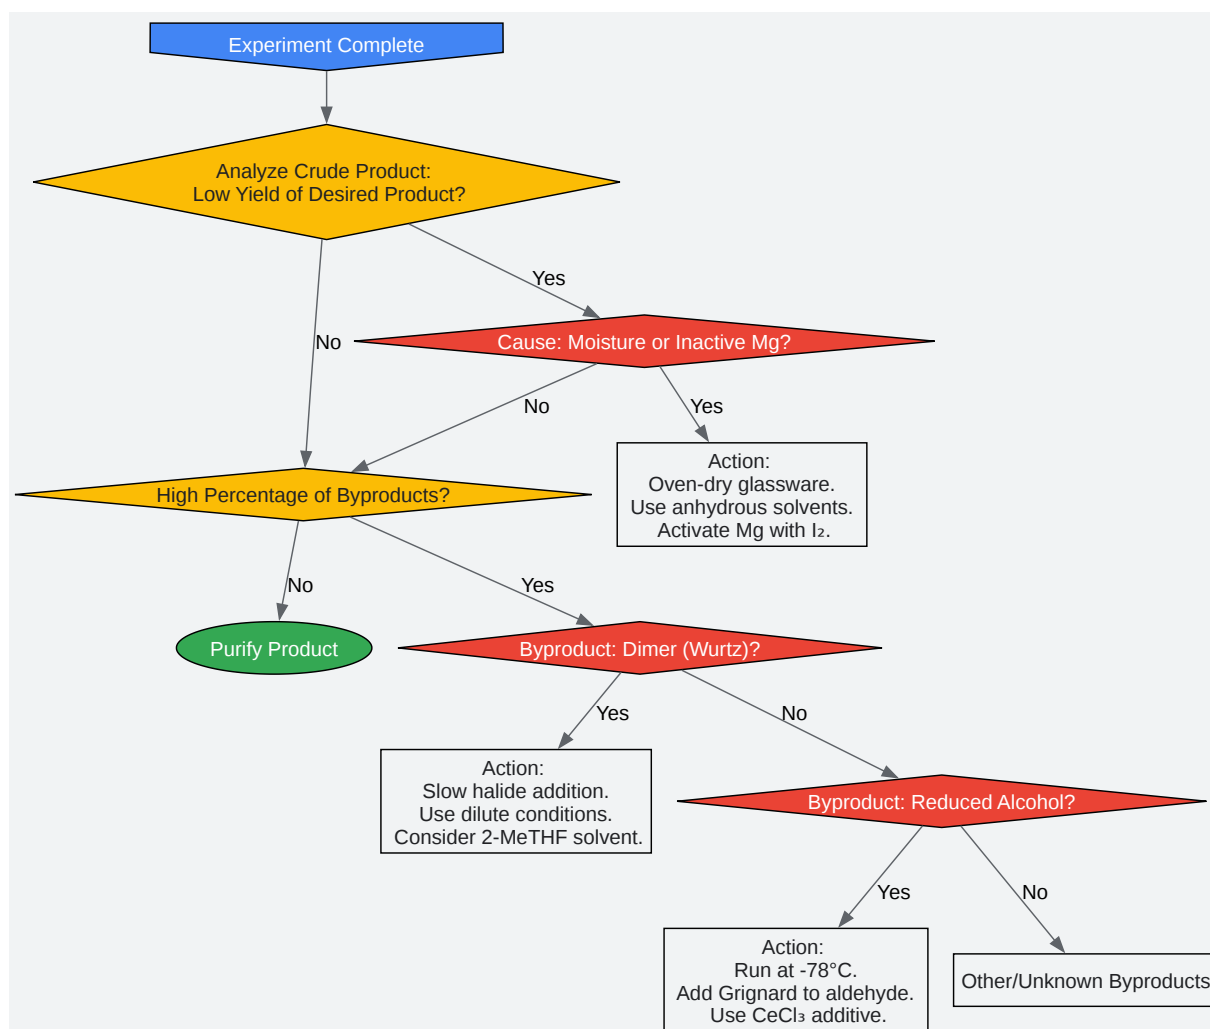 Experiment Complete
Analyze Crude Product:
Low Yield of Desired Product?
Yes
No
Cause: Moisture or Inactive Mg?
No
Yes
Action:
Oven-dry glassware.
Use anhydrous solvents.
Activate Mg with I₂.
High Percentage of Byproducts?
No
Yes
Purify Product
Byproduct: Dimer (Wurtz)?
Yes
No
Action:
Slow halide addition.
Use dilute conditions.
Consider 2-MeTHF solvent.
Byproduct: Reduced Alcohol?
Yes
No
Action:
Run at -78°C.
Add Grignard to aldehyde.
Use CeCl₃ additive.
Other/Unknown Byproducts